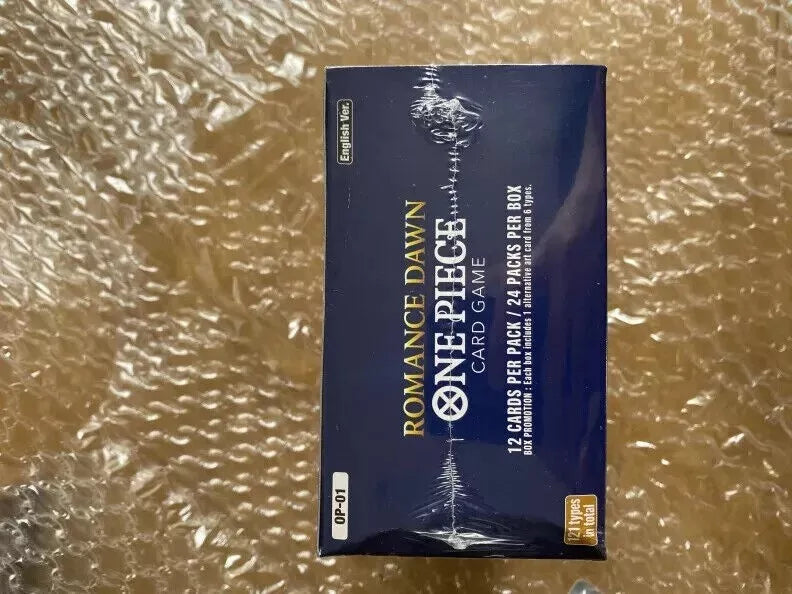 OP-01
English Ver.
ROMANCE DAWN
ONE PIECE
CARD GAME
12 CARDS PER PACK / 24 PACKS PER BOX
BOX PROMOTION : Each box includes 1 alternative art card from 6 types.
121 types
in total